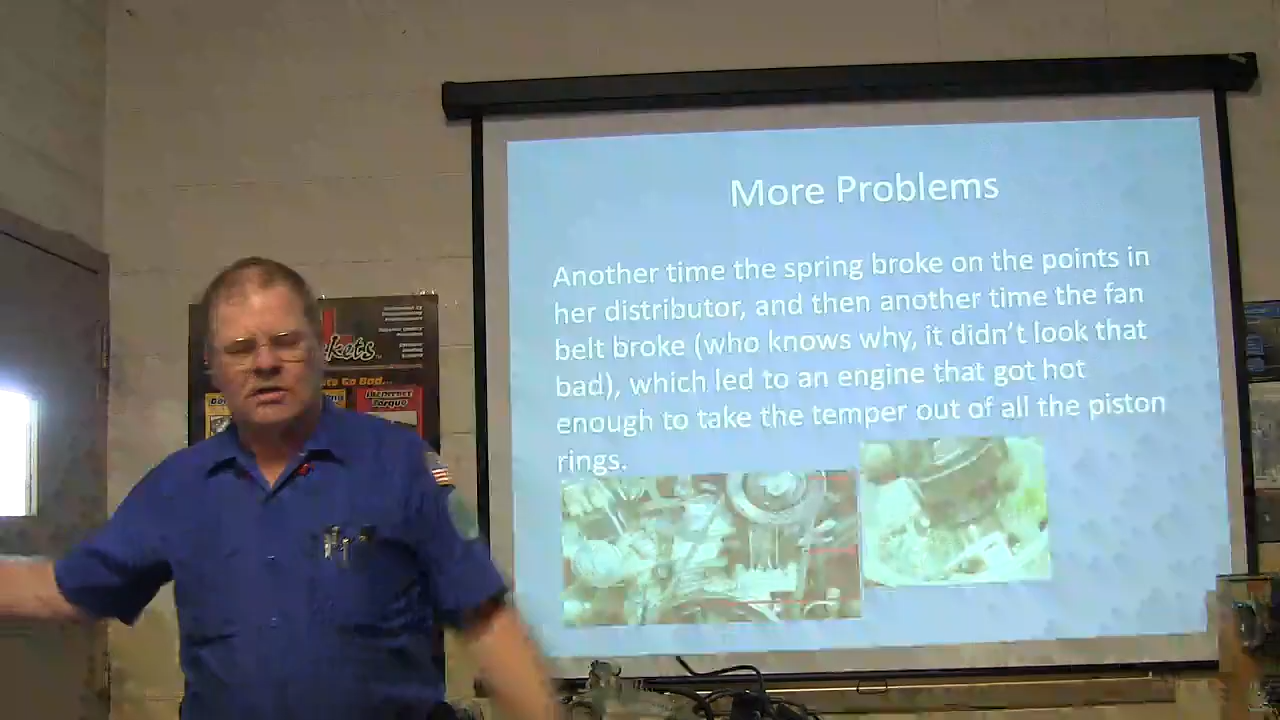 More Problems
Another time the spring broke on the points in
her distributor, and then another time the fan
belt broke (who knows why, it didn't look that
bad), which led to an engine that got hot
enough to take the temper out of all the piston
rings.